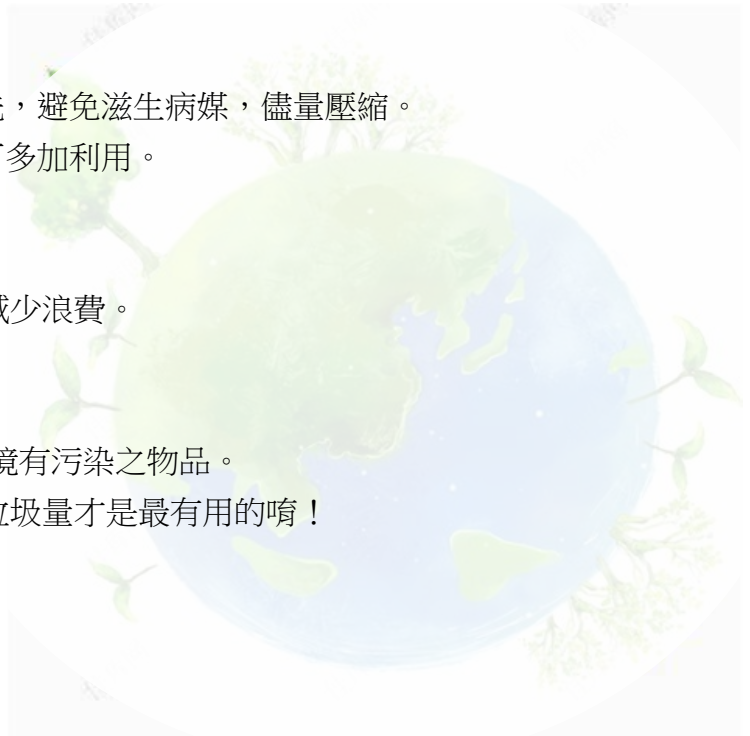 ，避免滋生病媒，儘量壓縮。
多加利用。
減少浪費。
境有污染之物品。
垃圾量才是最有用的唷！